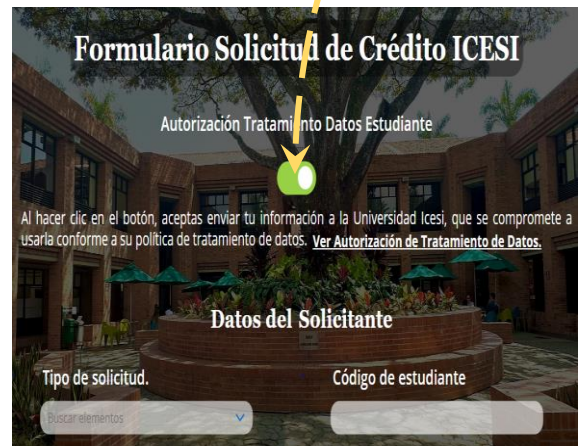 Formulario Solicitud de Crédito ICESI
Autorización Tratamiento Datos Estudiante
Al hacer clic en el botón, aceptas enviar tu información a la Universidad Icesi, que se compromete a
usarla conforme a su política de tratamiento de datos. Ver Autorización de Tratamiento de Datos.
Datos del Solicitante
Tipo de solicitud. Código de estudiante
Buscar elementos